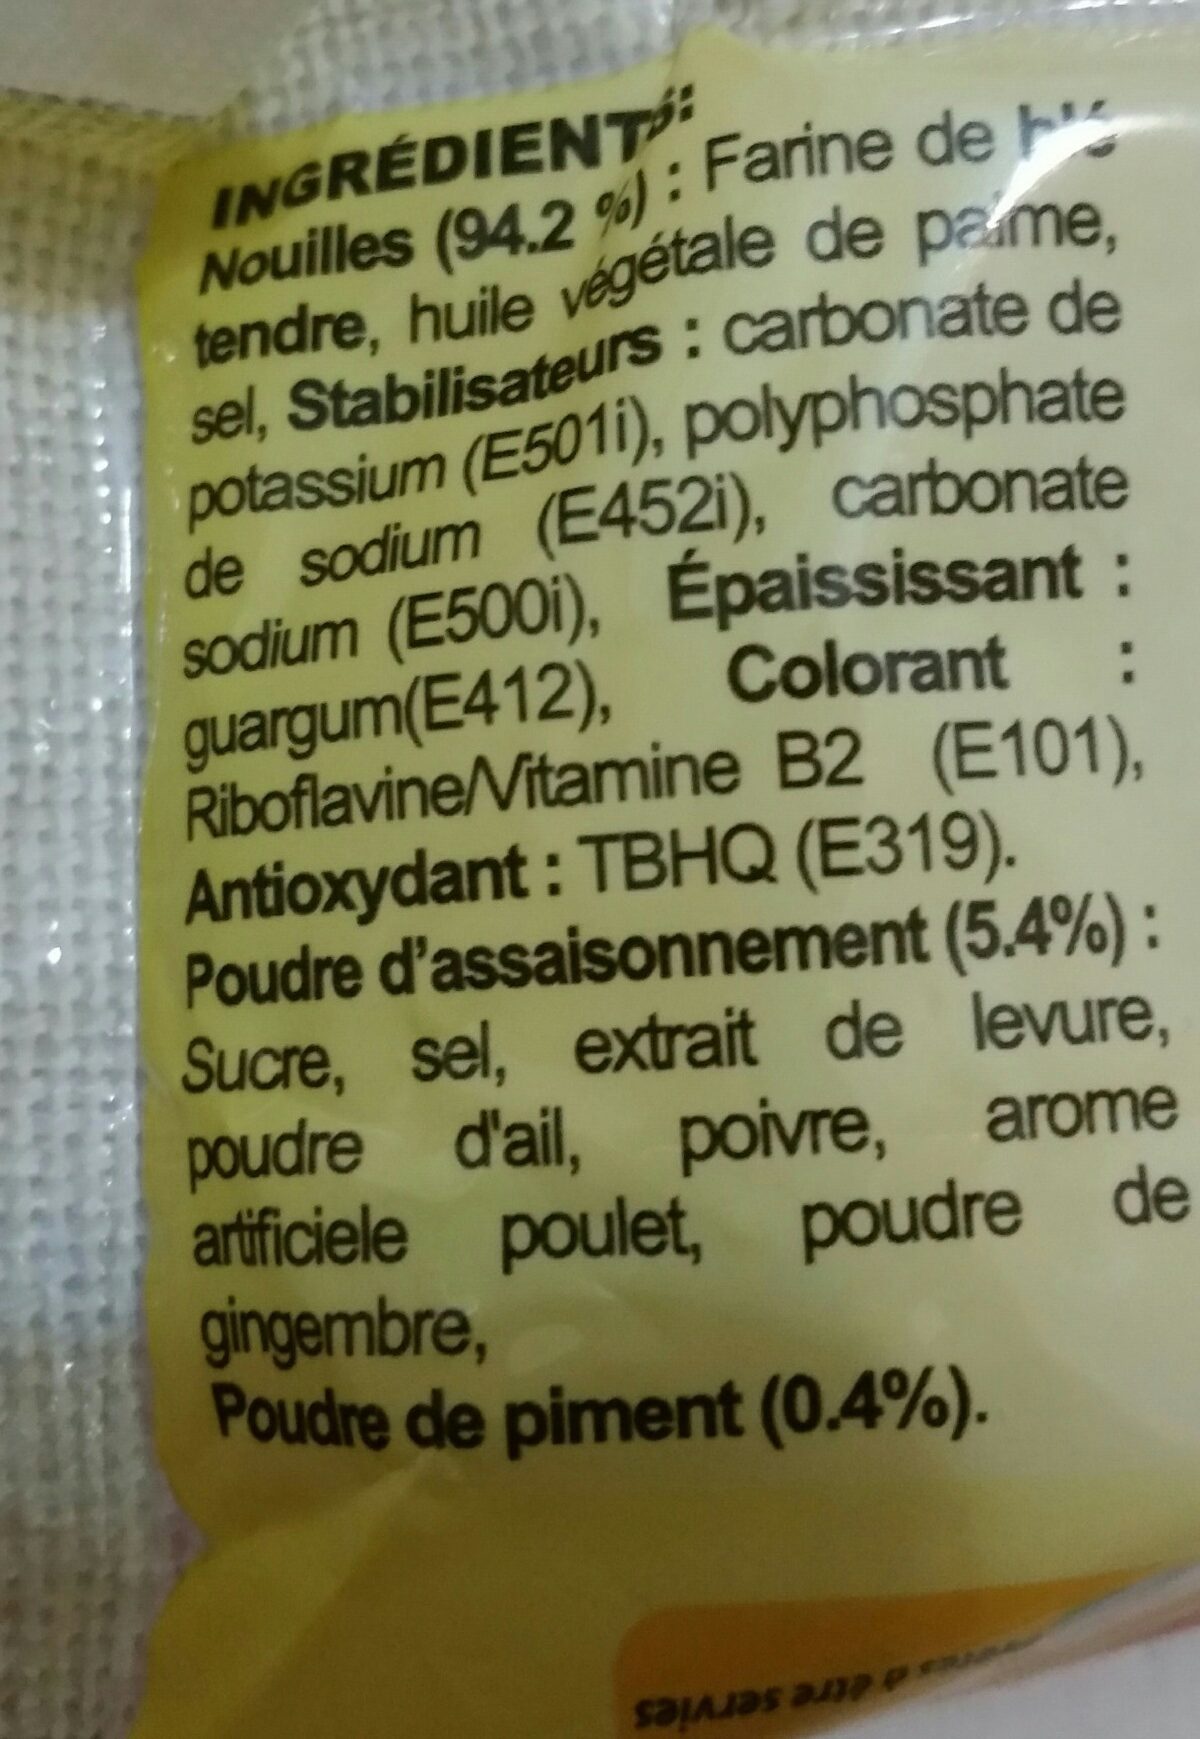 INGRÉDIENTS:
Nouilles (94.2 %) : Farine de blé
tendre, huile végétale de palme,
sel, Stabilisateurs : carbonate de
potassium (E501i), polyphosphate
de sodium (E452i), carbonate
sodium (E500i), Épaississant :
guargum(E412), Colorant :
Riboflavine/Vitamine B2 (E101),
Antioxydant : TBHQ (E319).
Poudre d'assaisonnement (5.4%) :
Sucre, sel, extrait de levure,
poudre d'ail, poivre, arome
artificiele poulet, poudre de
gingembre,
Poudre de piment (0.4%).
être servies